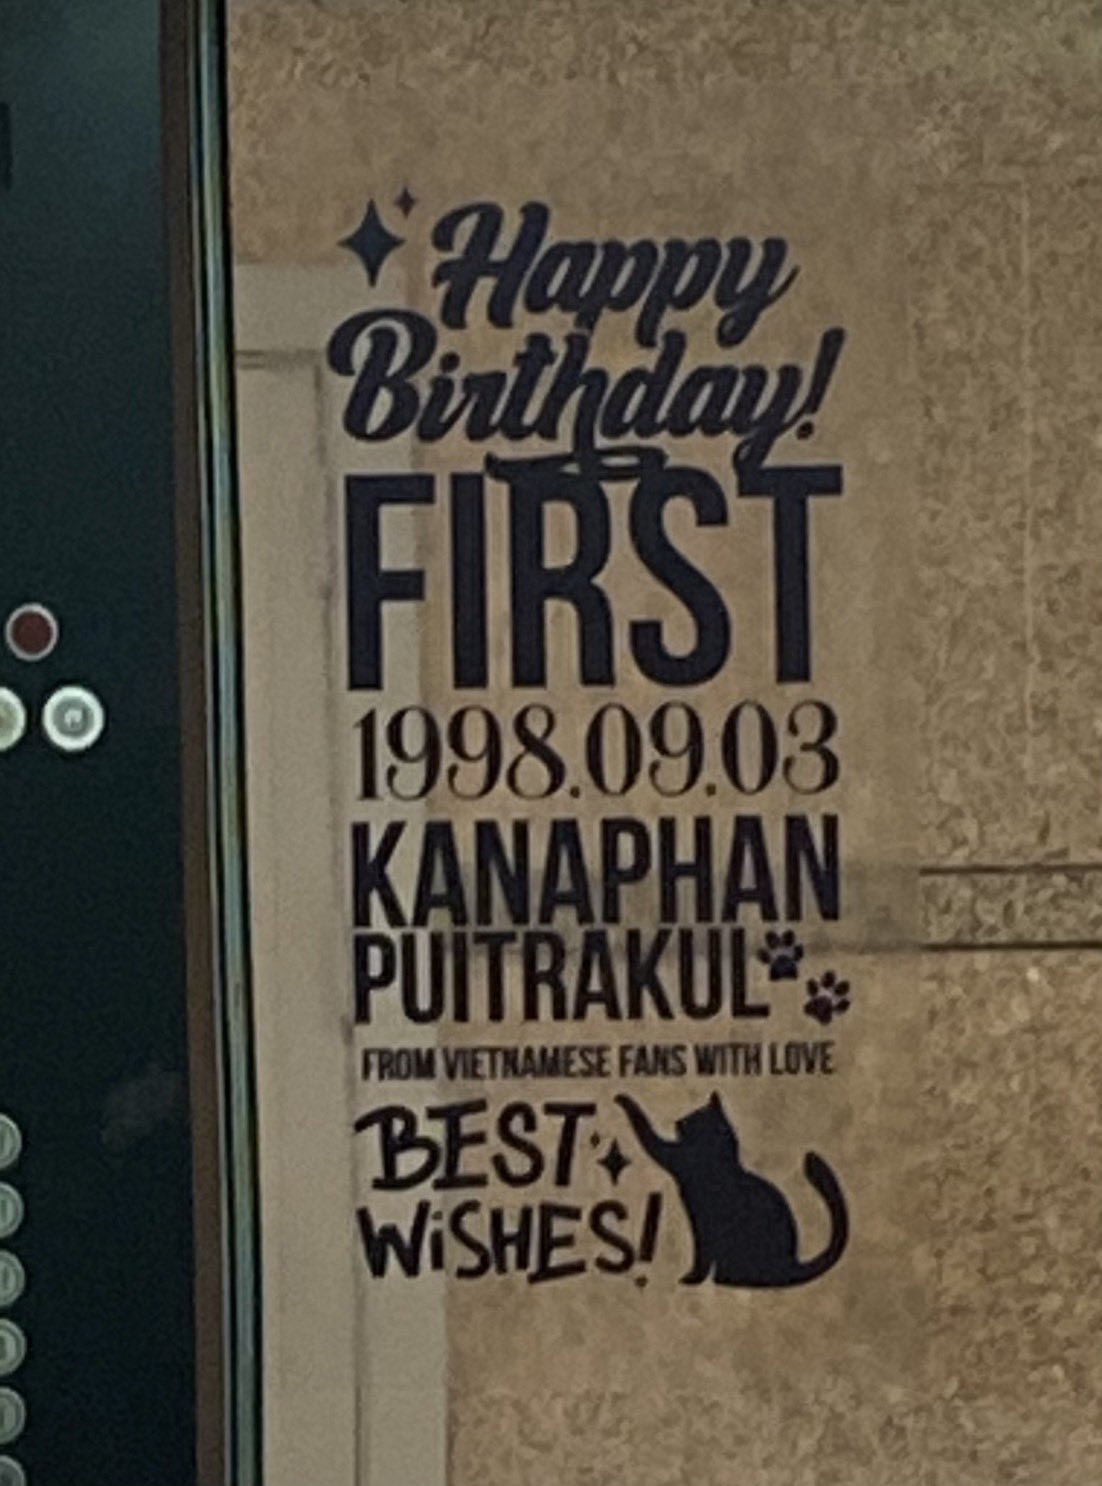 Happy
Birthday!
FIRST
1998.09.03
KANAPHAN
PUITRAKUL
FROM VIETNAMESE FANS WITH LOVE
BEST
WiSHES!